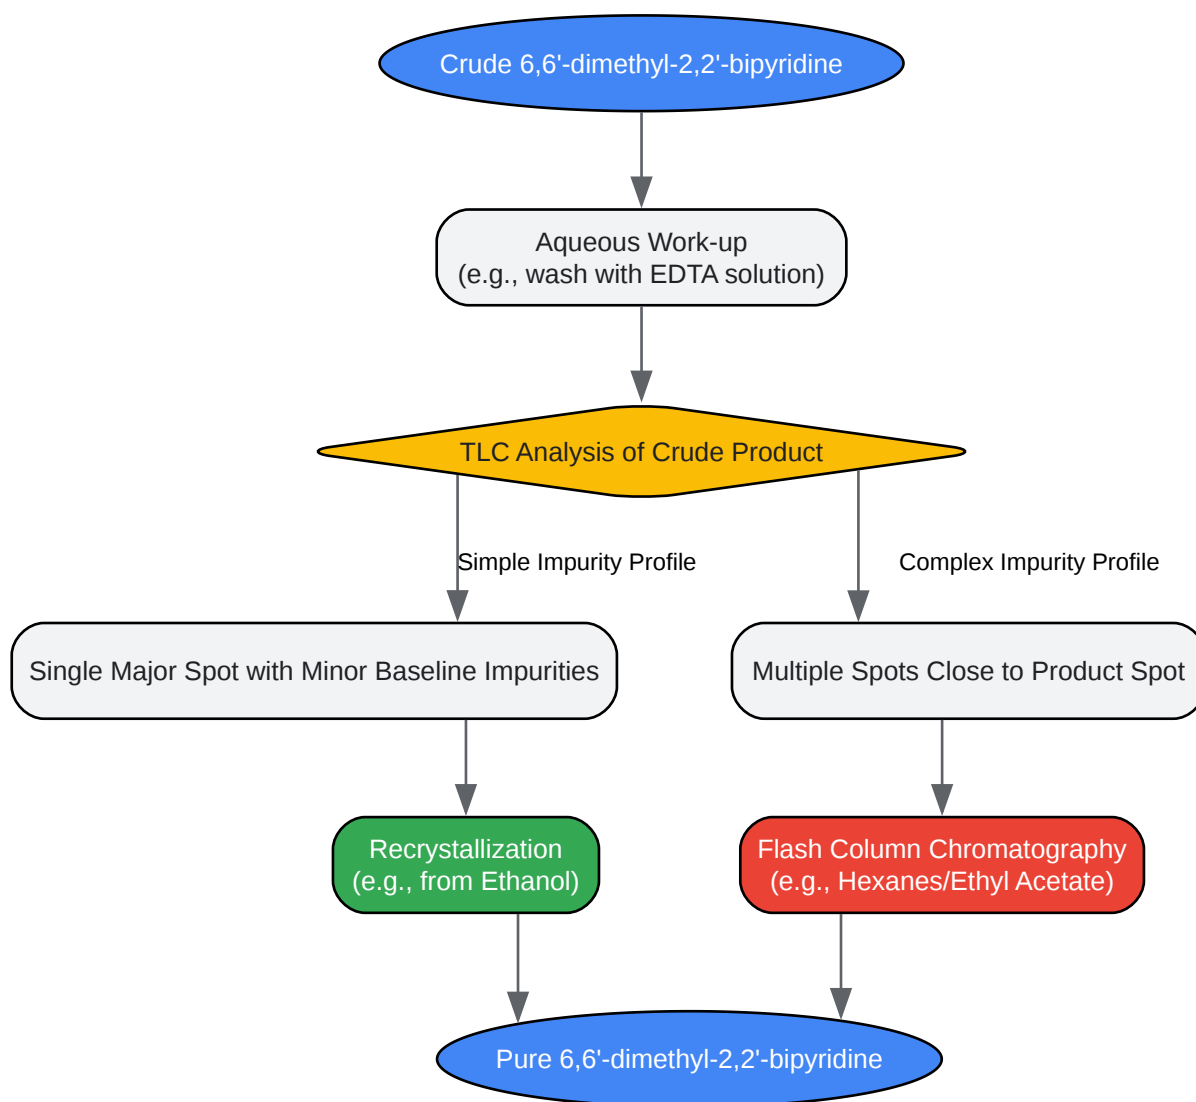 Crude 6,6'-dimethyl-2,2'-bipyridine
Aqueous Work-up
(e.g., wash with EDTA solution)
TLC Analysis of Crude Product
Simple Impurity Profile
Complex Impurity Profile
Single Major Spot with Minor Baseline Impurities
Multiple Spots Close to Product Spot
Recrystallization
(e.g., from Ethanol)
Flash Column Chromatography
(e.g., Hexanes/Ethyl Acetate)
Pure 6,6'-dimethyl-2,2'-bipyridine